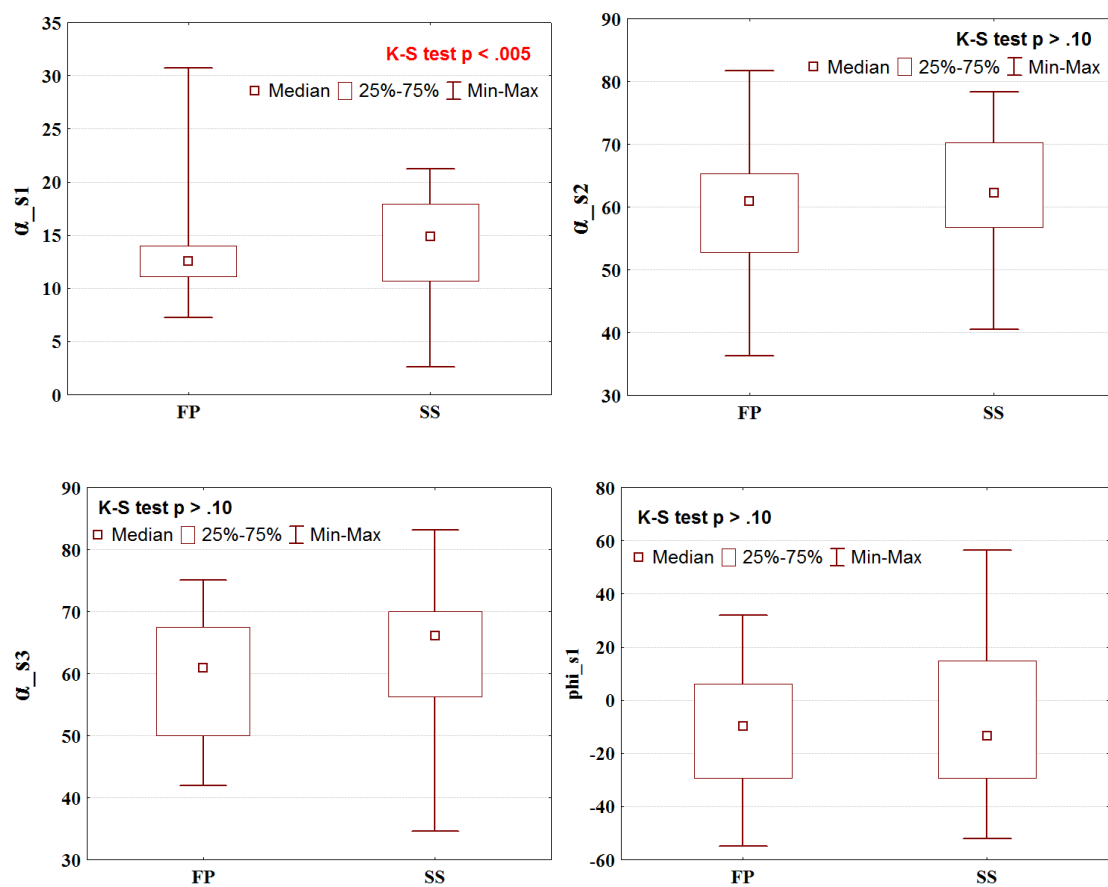 K-S test p < .005
Median 25%-75% Min-Max
α_s1
35
30
25
20
15
10
5
0
FP SS
K-S test p > .10
Median 25%-75% Min-Max
α_s2
90
80
70
60
50
40
30
FP SS
K-S test p > .10
Median 25%-75% Min-Max
α_s3
90
80
70
60
50
40
30
FP SS
K-S test p > .10
Median 25%-75% Min-Max
phi_s1
80
60
40
20
0
-20
-40
-60
FP SS